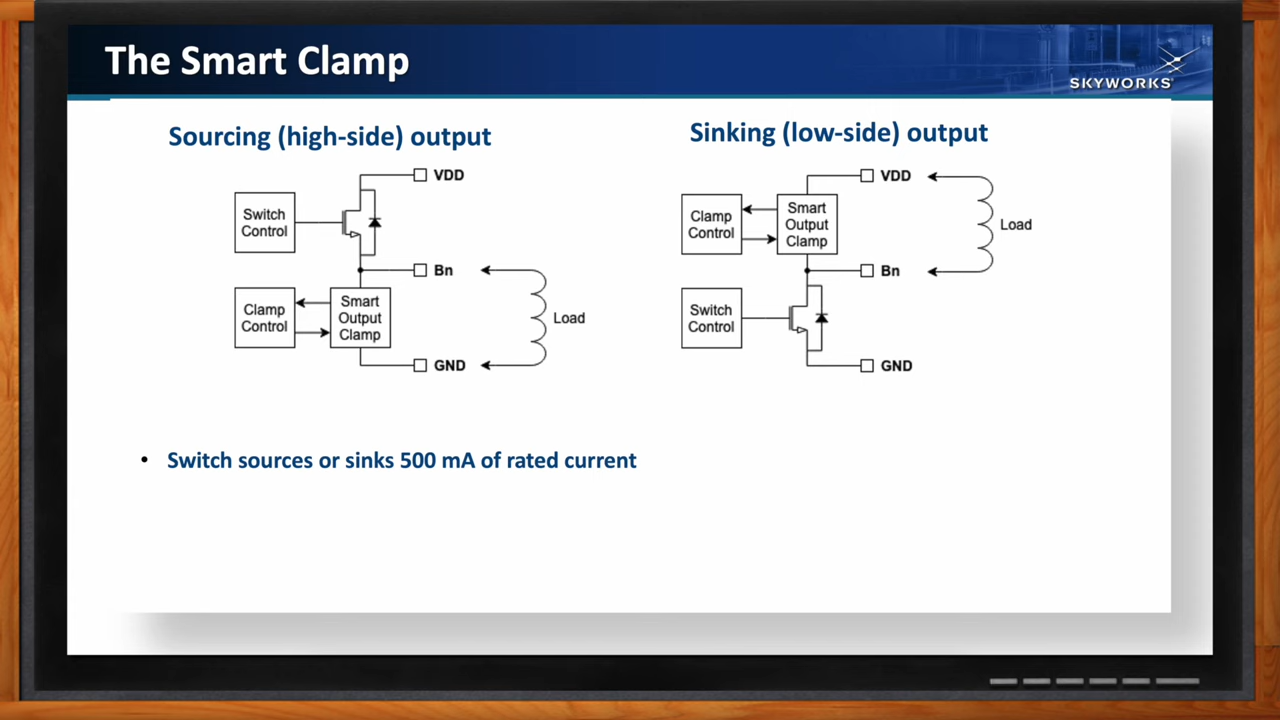 The Smart Clamp
SKYWORKS
Sourcing (high-side) output
VDD
Switch
Control
Bn
Clamp
Control
Smart
Output
Clamp
Load
GND
Sinking (low-side) output
VDD
Clamp
Control
Smart
Output
Clamp
Load
Bn
Switch
Control
GND
• Switch sources or sinks 500 mA of rated current